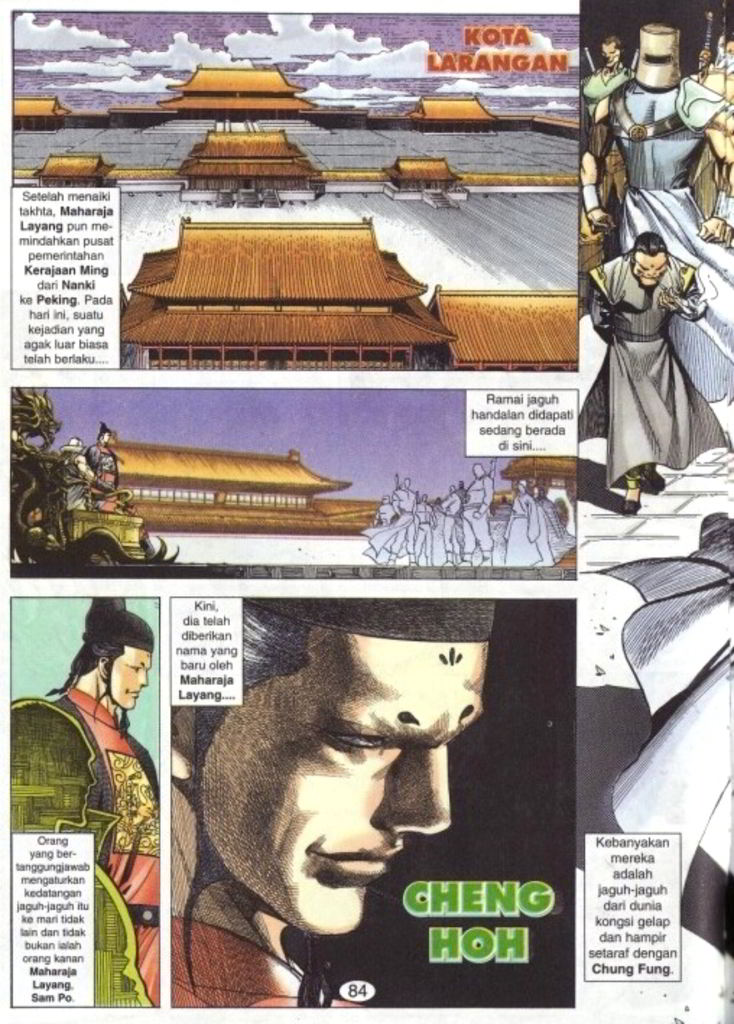 KOTA
LARANGAN
Setelah menaiki
takhta, Maharaja
Layang pun me-
mindahkan pusat
pemerintahan
Kerajaan Ming
dari Nanki
ke Peking. Pada
hari ini, suatu
kejadian yang
agak luar biasa
telah berlaku....
Ramai jaguh
handalan didapati
sedang berada
di sini....
Orang
yang ber-
tanggungjawab
mengaturkan
kedatangan
jaguh-jaguh itu
ke mari tidak
lain dan tidak
bukan ialah
orang kanan
Maharaja
Layang,
Sam Po.
Kini,
dia telah
diberikan
nama yang
baru oleh
Maharaja
Layang....
CHENG
HOH
Kebanyakan
mereka
adalah
jaguh-jaguh
dari dunia
kongsi gelap
dan hampir
setaraf dengan
Chung Fung.
84